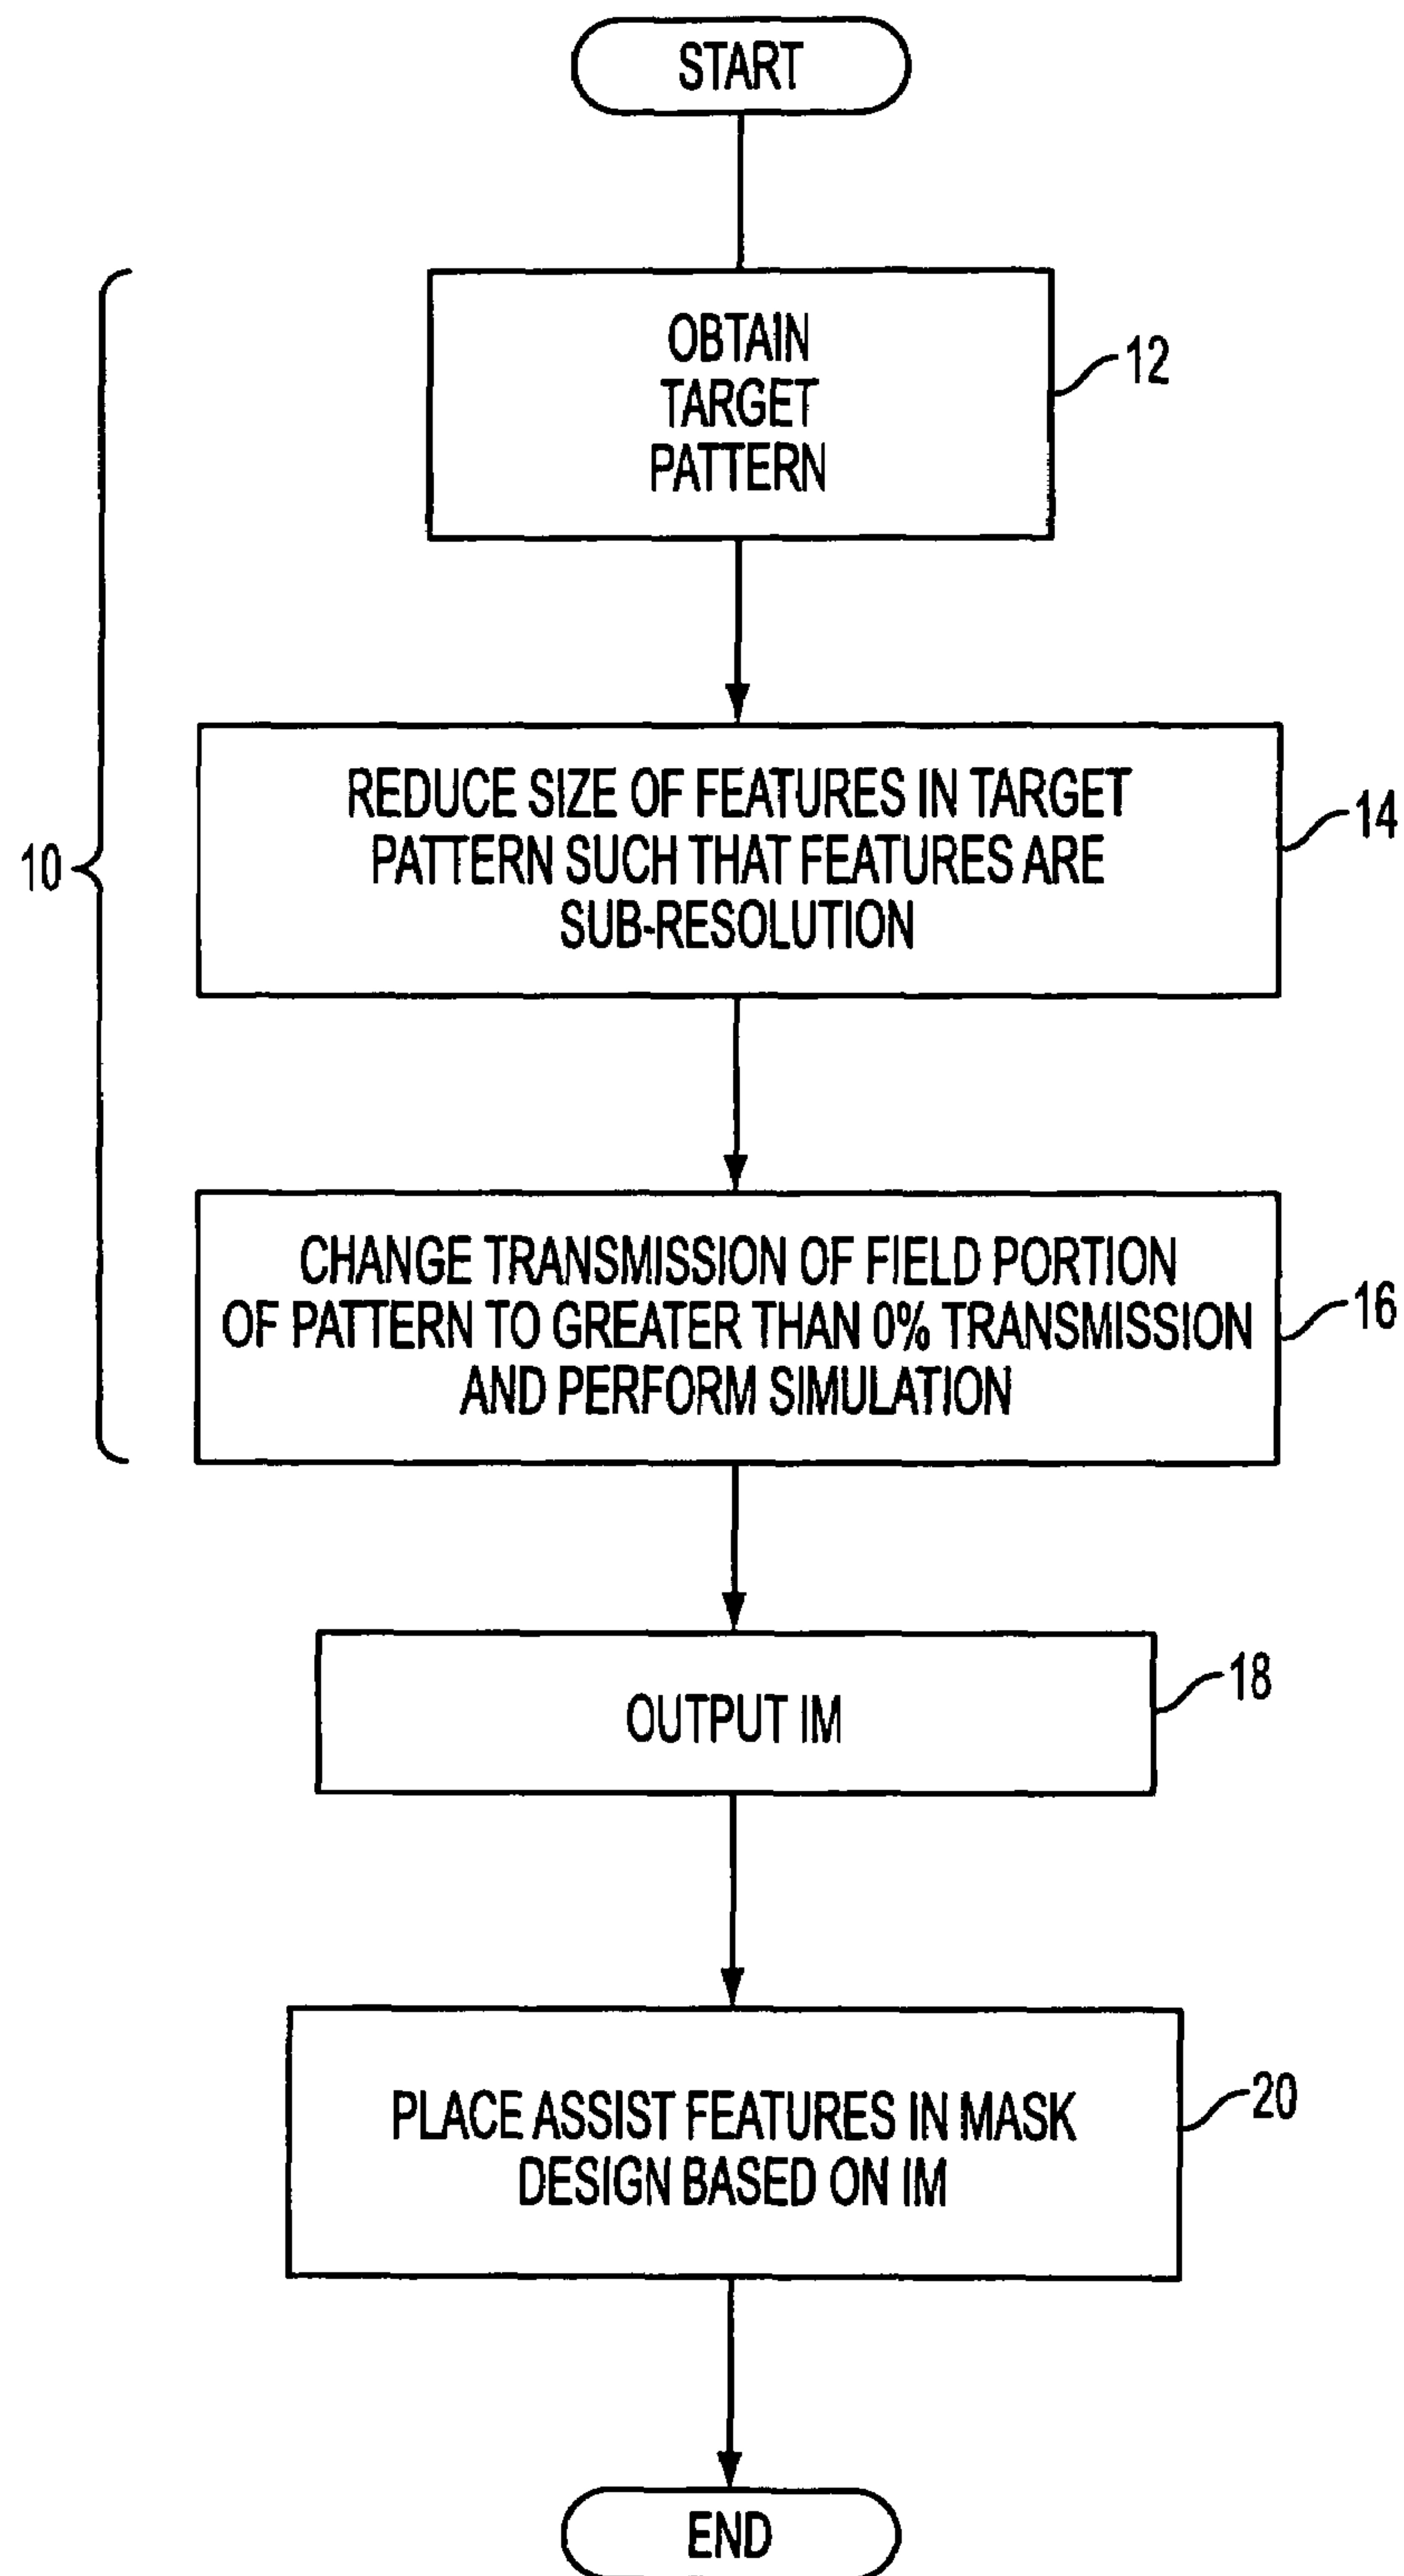 START
OBTAIN
TARGET
PATTERN
12
REDUCE SIZE OF FEATURES IN TARGET
PATTERN SUCH THAT FEATURES ARE
SUB-RESOLUTION
14
10
CHANGE TRANSMISSION OF FIELD PORTION
OF PATTERN TO GREATER THAN 0% TRANSMISSION
AND PERFORM SIMULATION
16
OUTPUT IM
18
PLACE ASSIST FEATURES IN MASK
DESIGN BASED ON IM
20
END